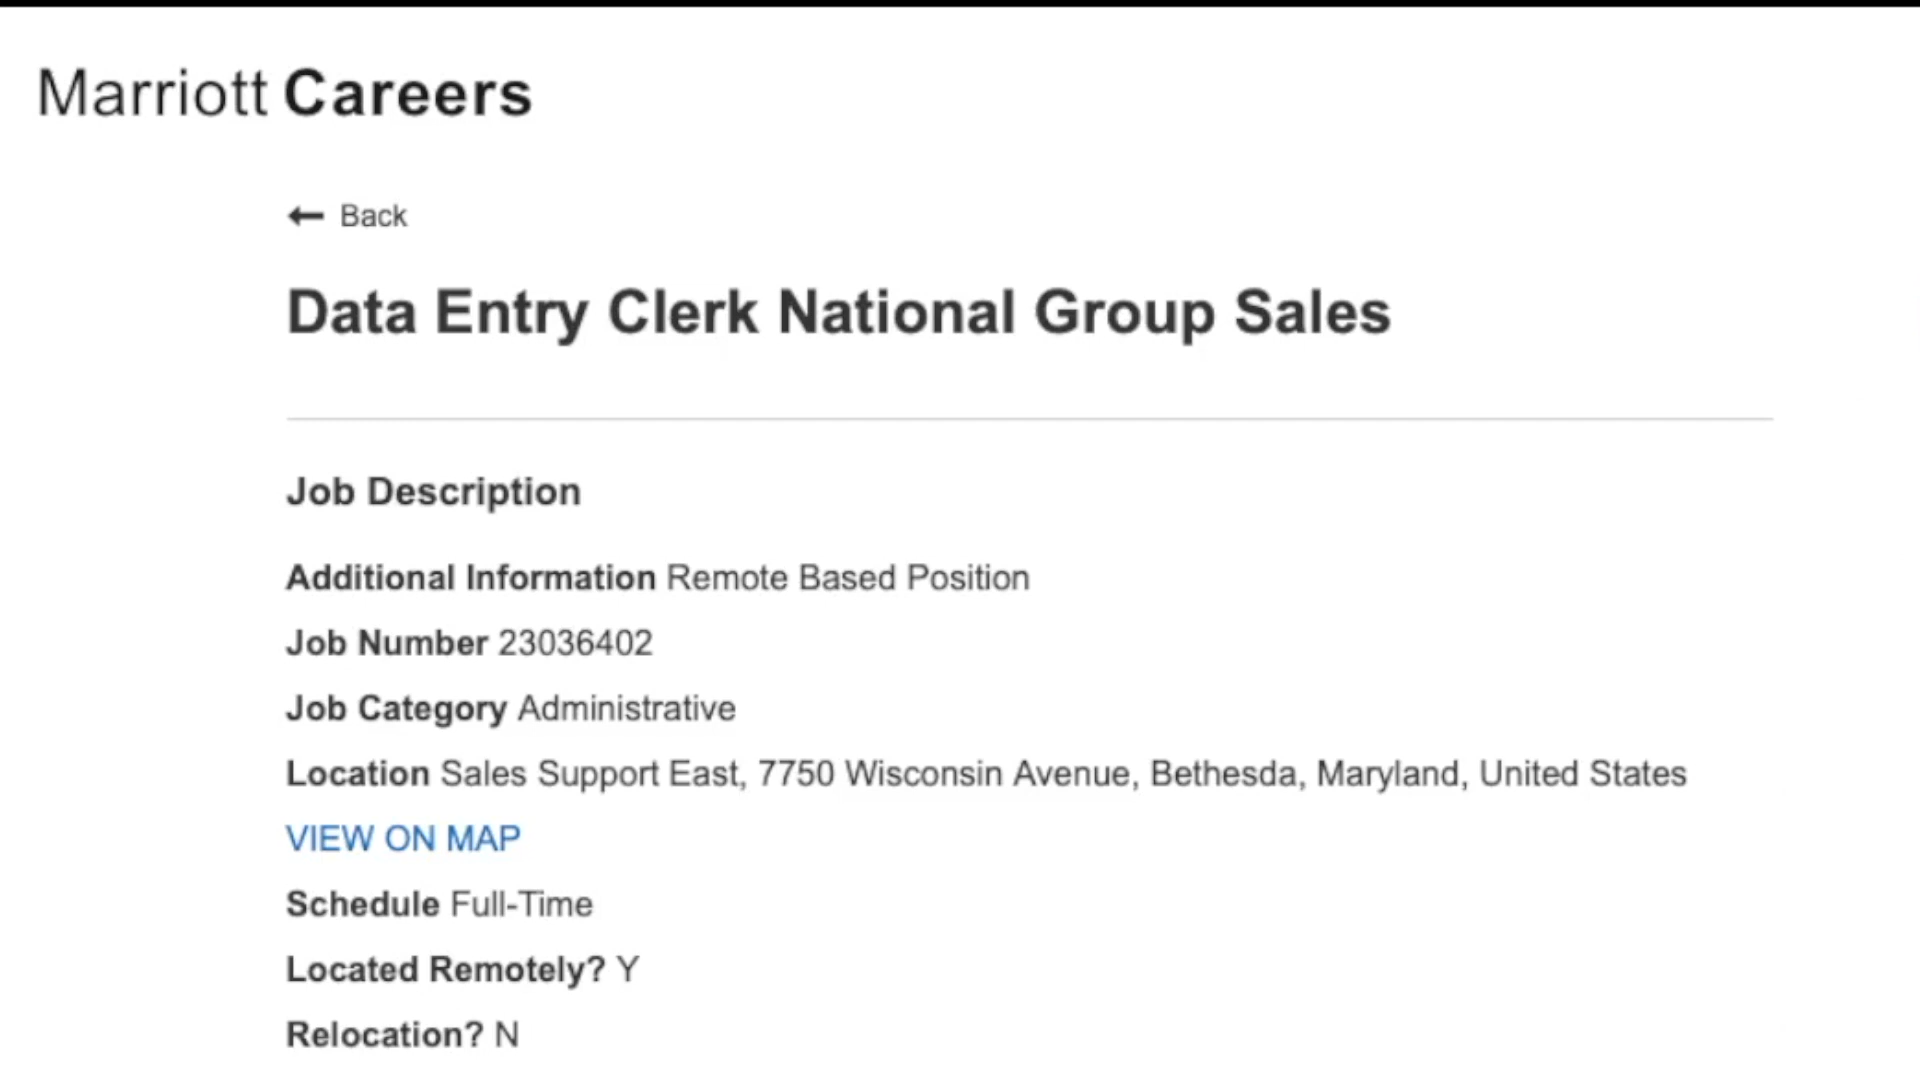 Marriott Careers
Back
Data Entry Clerk National Group Sales
Job Description
Additional Information Remote Based Position
Job Number 23036402
Job Category Administrative
Location Sales Support East, 7750 Wisconsin Avenue, Bethesda, Maryland, United States
VIEW ON MAP
Schedule Full-Time
Located Remotely? Y
Relocation? N